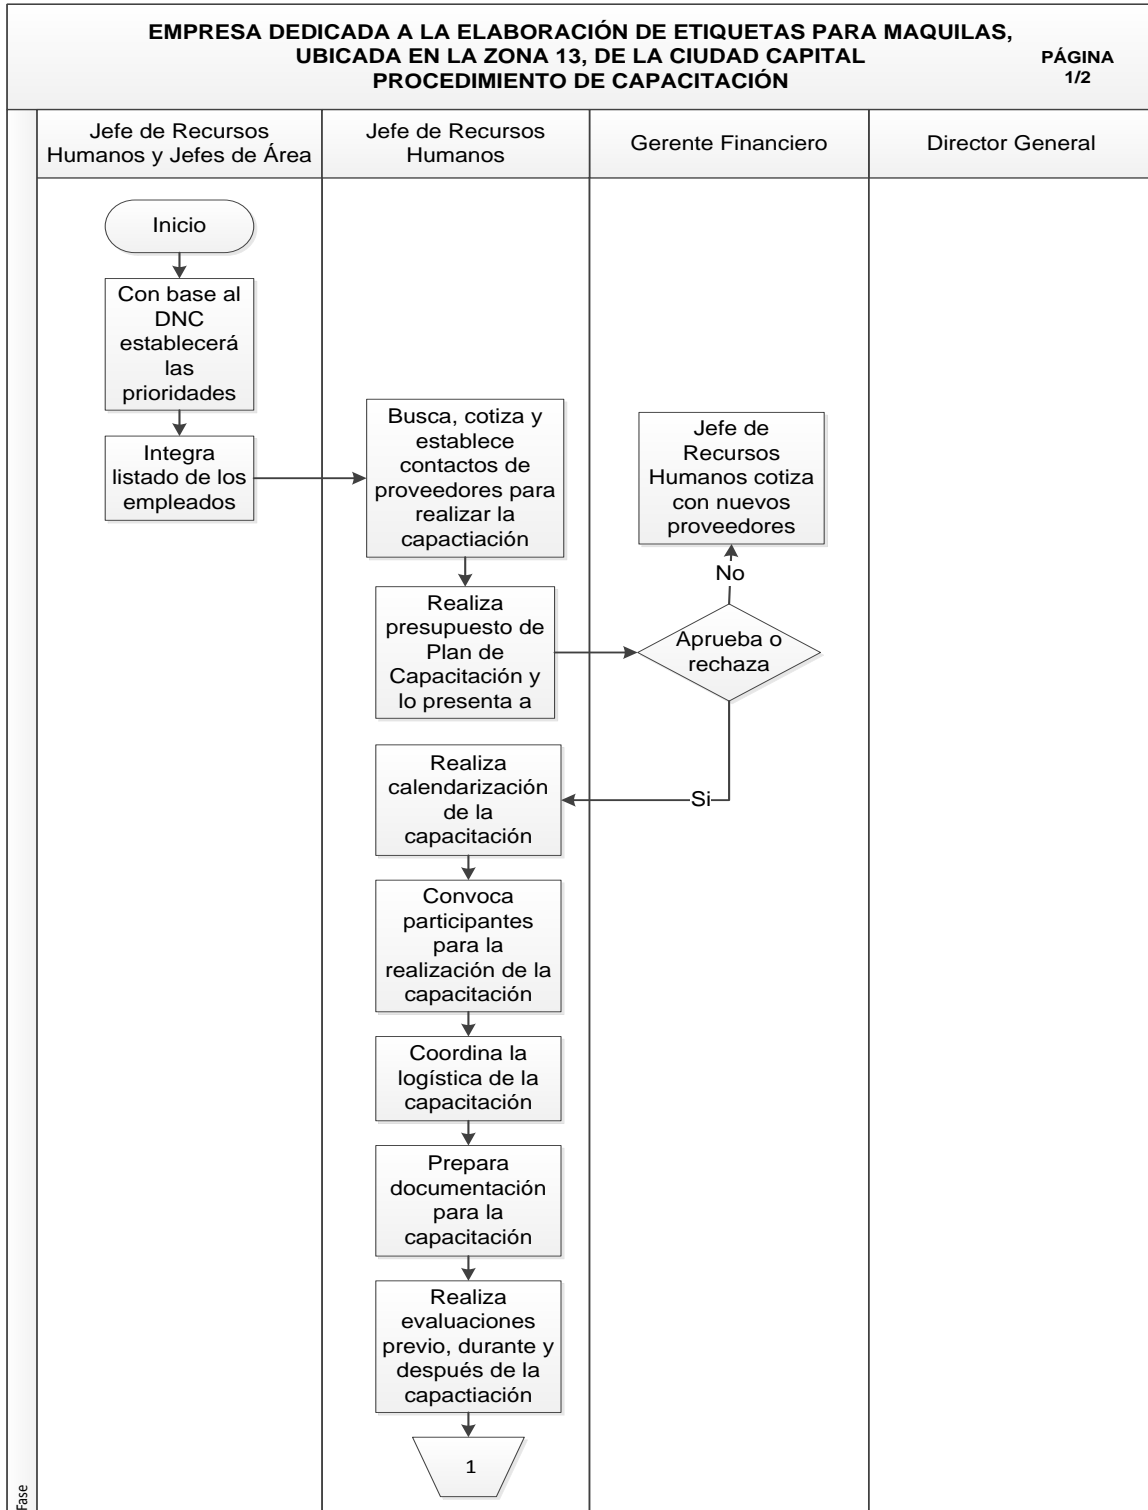 EMPRESA DEDICADA A LA ELABORACIÓN DE ETIQUETAS PARA MAQUILAS,
UBICADA EN LA ZONA 13, DE LA CIUDAD CAPITAL
PROCEDIMIENTO DE CAPACITACIÓN
PÁGINA
1/2
Jefe de Recursos
Humanos y Jefes de Área
Jefe de Recursos
Humanos
Gerente Financiero
Director General
Inicio
Con base al
DNC
establecerá
las
prioridades
Integra
listado de los
empleados
Busca, cotiza y
establece
contactos de
proveedores para
realizar la
capactiación
Jefe de
Recursos
Humanos cotiza
con nuevos
proveedores
No
Realiza
presupuesto de
Plan de
Capacitación y
lo presenta a
Aprueba o
rechaza
Si
Realiza
calendarización
de la
capacitación
Convoca
participantes
para la
realización de la
capacitación
Coordina la
logística de la
capacitación
Prepara
documentación
para la
capacitación
Realiza
evaluaciones
previo, durante y
después de la
capactiación
1
Fase